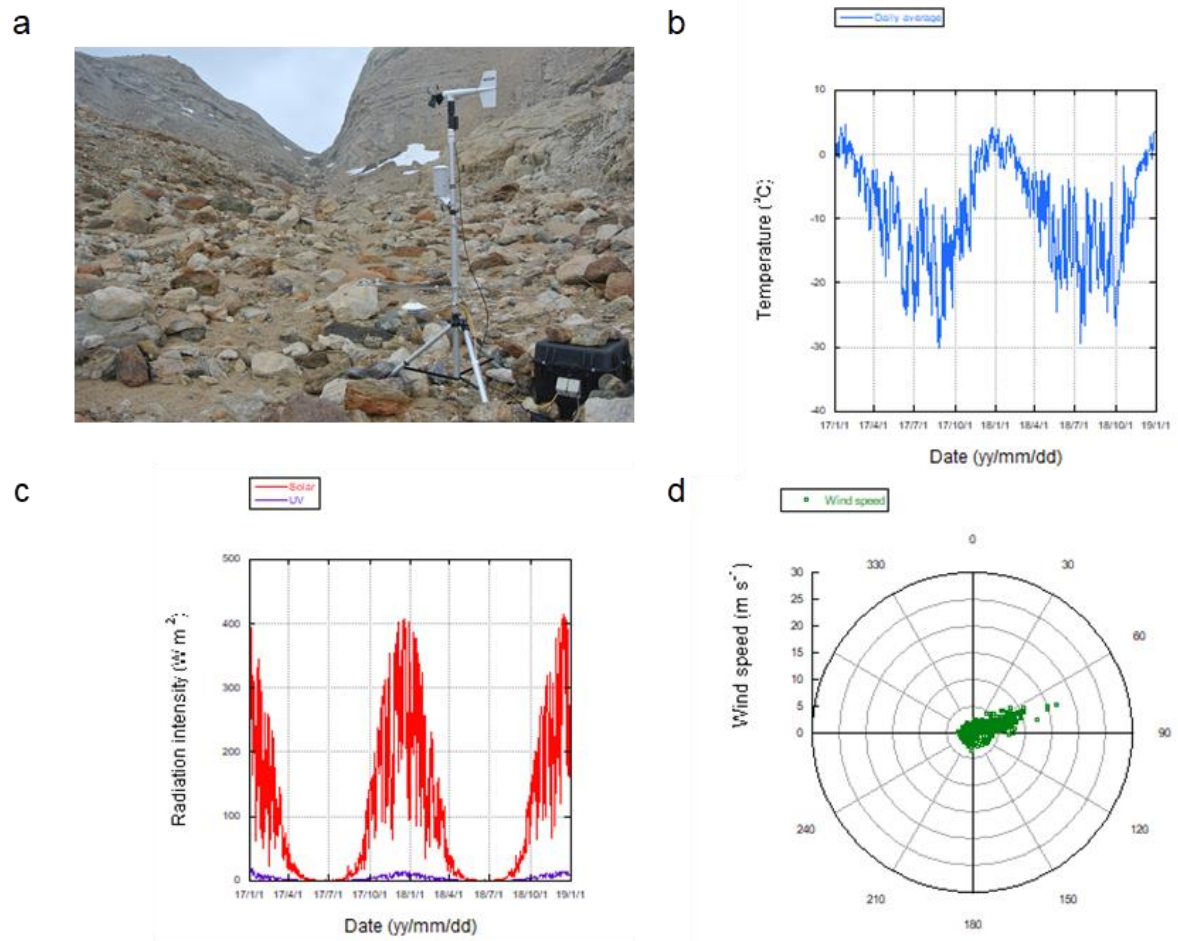 a
b
Daily average
Temperature (°C)
10
0
-10
-20
-30
-40
17/1/1 17/4/1 17/7/1 17/10/1 18/1/1 18/4/1 18/7/1 18/10/1 19/1/1
Date (yy/mm/dd)
c
Solar
UV
Radiation intensity (W m²)
500
400
300
200
100
0
17/1/1 17/4/1 17/7/1 17/10/1 18/1/1 18/4/1 18/7/1 18/10/1 19/1/1
Date (yy/mm/dd)
d
Wind speed
Wind speed (m s⁻)
30
25
20
15
10
5
0
0
30
60
90
120
150
180
210
240
330